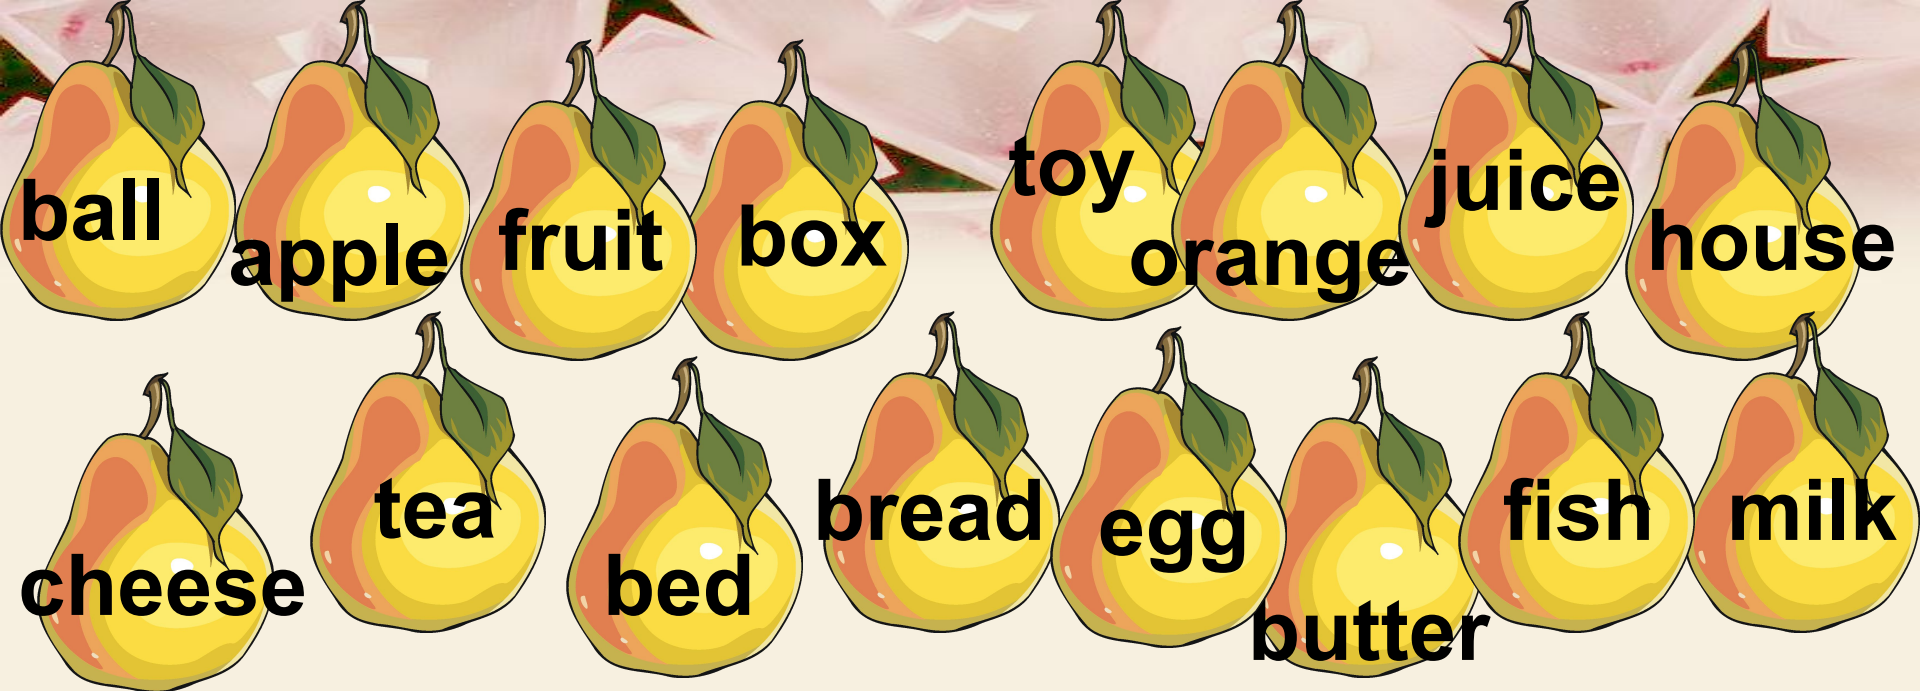 ball apple fruit box toy orange juice house
cheese tea bed bread egg butter fish milk